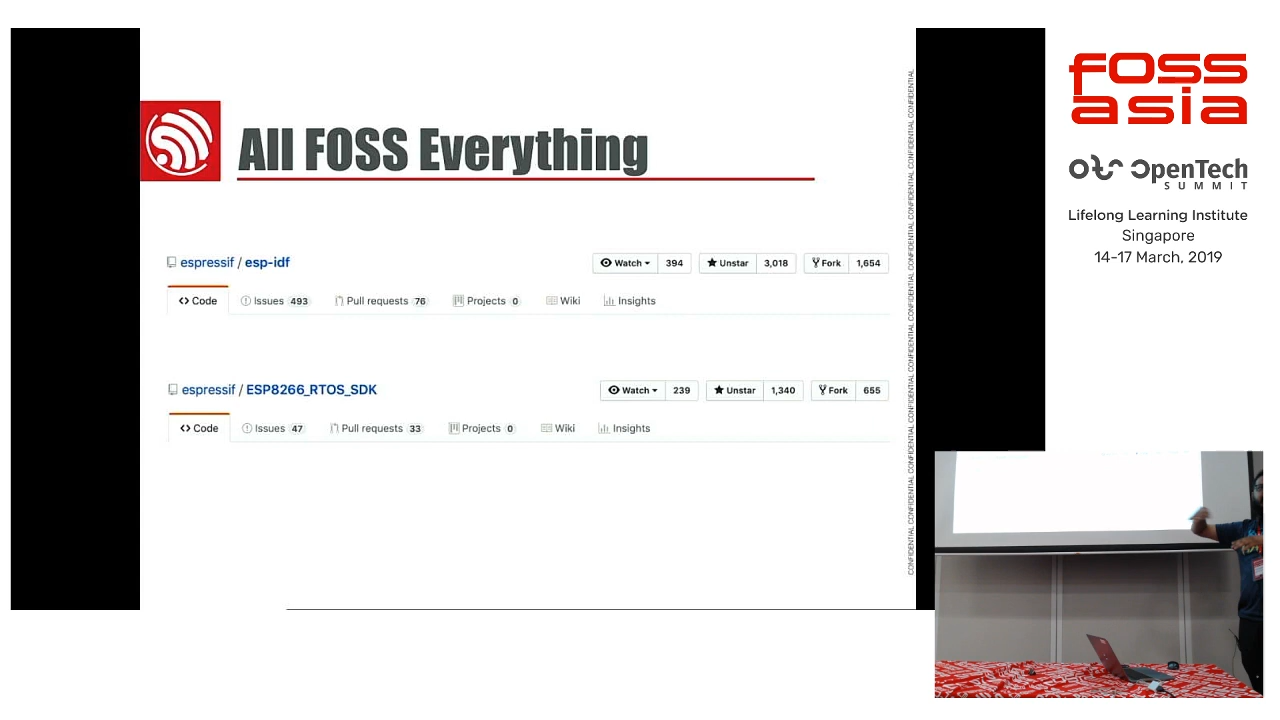 All FOSS Everything
espressif / esp-idf
Watch 394 Unstar 3,018 Fork 1,654
Code Issues 493 Pull requests 76 Projects 0 Wiki Insights
espressif / ESP8266_RTOS_SDK
Watch 239 Unstar 1,340 Fork 655
Code Issues 47 Pull requests 33 Projects 0 Wiki Insights
CONFIDENTIAL CONFIDENTIAL CONFIDENTIAL CONFIDENTIAL CONFIDENTIAL CONFIDENTIAL CONFIDENTIAL CONFIDENTIAL CONFIDENTIAL
FOSS
asia
OpenTech
SUMMIT
Lifelong Learning Institute
Singapore
14-17 March, 2019